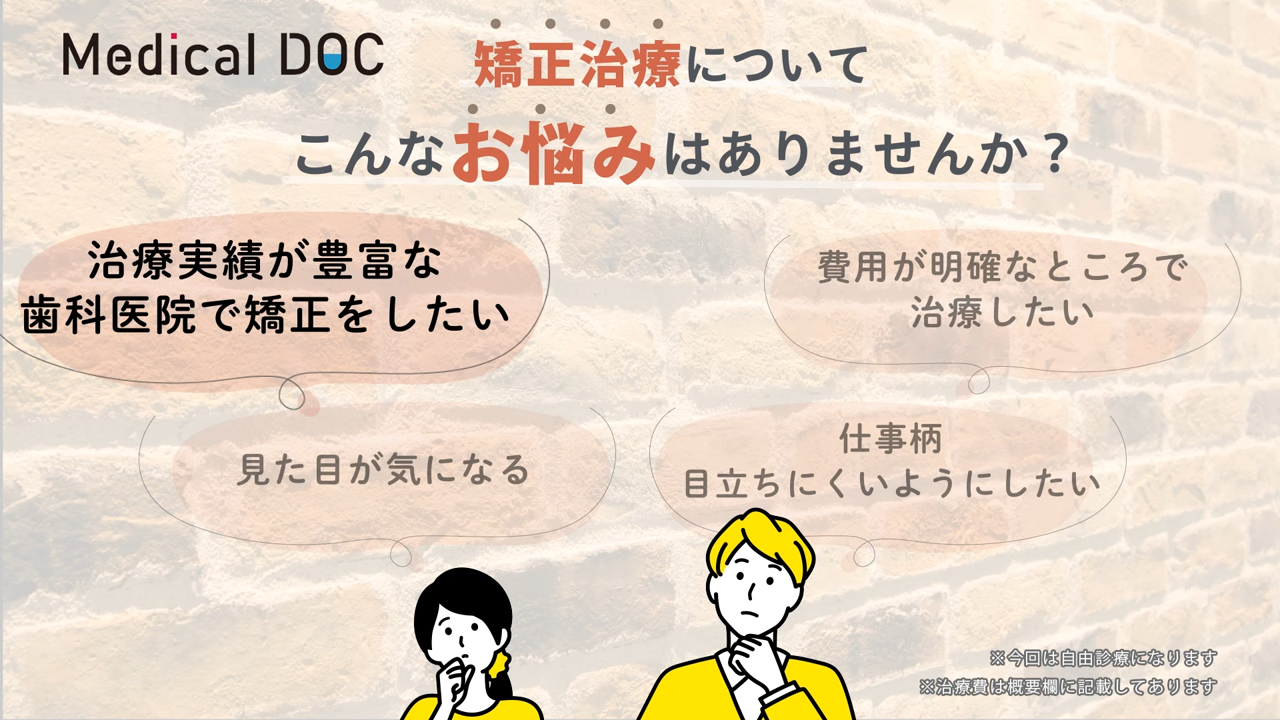 Medical DOC
矯正治療について
こんなお悩みはありませんか？
治療実績が豊富な
歯科医院で矯正をしたい
費用が明確なところで
治療したい
見た目が気になる
仕事柄
目立ちにくいようにしたい
※今回は自由診療になります
※治療費は概要欄に記載してあります